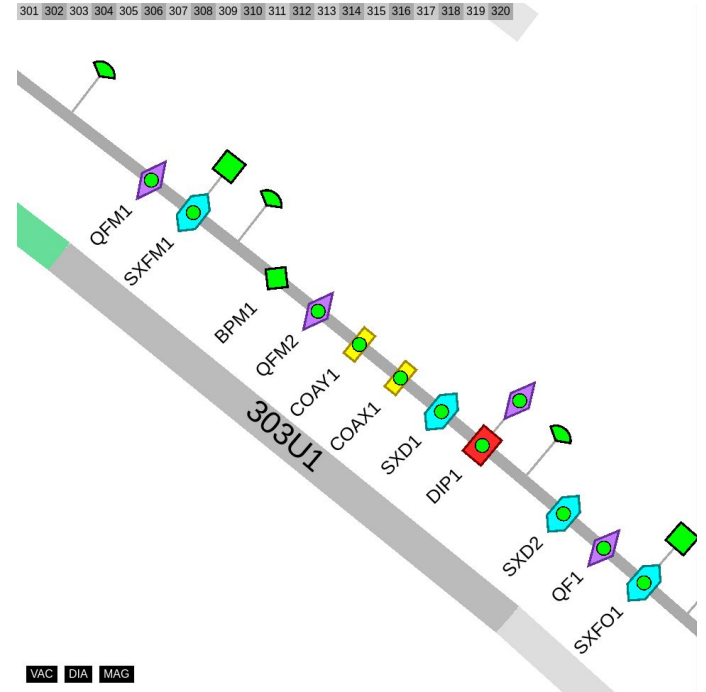 301 302 303 304 305 306 307 308 309 310 311 312 313 314 315 316 317 318 319 320
QFM1
SXFM1
BPM1
QFM2
COAY1
COAX1
SXD1
DIP1
303U1
SXD2
QF1
SXFO1
VAC DIA MAG